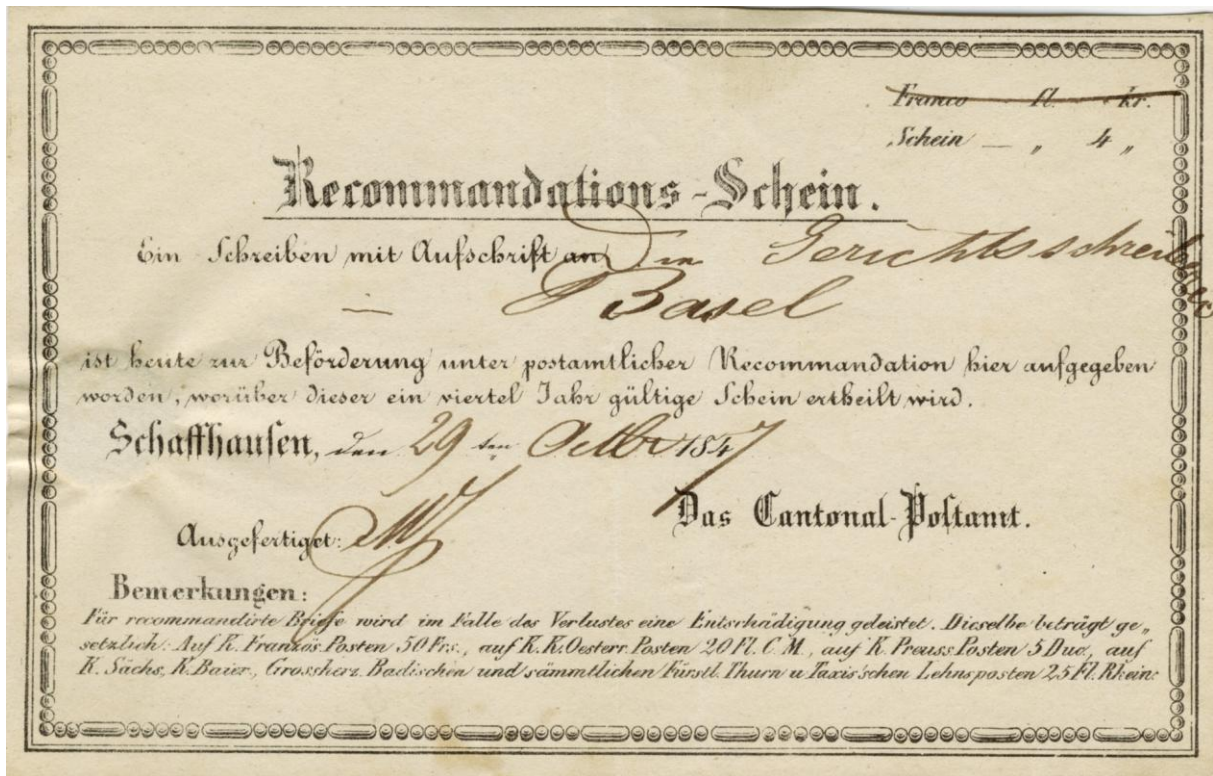 Franco — fl. — kr.
Schein — „ 4 „
Recommandations-Schein.
Ein Schreiben mit Aufschrift an Die Gerichtsschreiberei
— Basel
ist heute zur Beförderung unter postamtlicher Recommandation hier aufgegeben
worden, worüber dieser ein viertel Jahr gültige Schein ertheilt wird.
Schaffhausen, den 29 ten Octbr 1847
Das Cantonal-Postamt.
Ausgefertiget:
Bemerkungen:
Für recommandirte Briefe wird im Falle des Verlustes eine Entschädigung geleistet. Dieselbe beträgt ge„
setzlich: Auf K. Französ. Posten 50 Frs., auf K.K. Oesterr. Posten 20 Fl. C.M., auf K. Preuss Posten 5 Duc, auf
K. Sächs, K. Baier., Grossherz. Badischen und sämmtlichen Fürstl. Thurn u Taxis'schen Lehnsposten 25 Fl. Rhein: